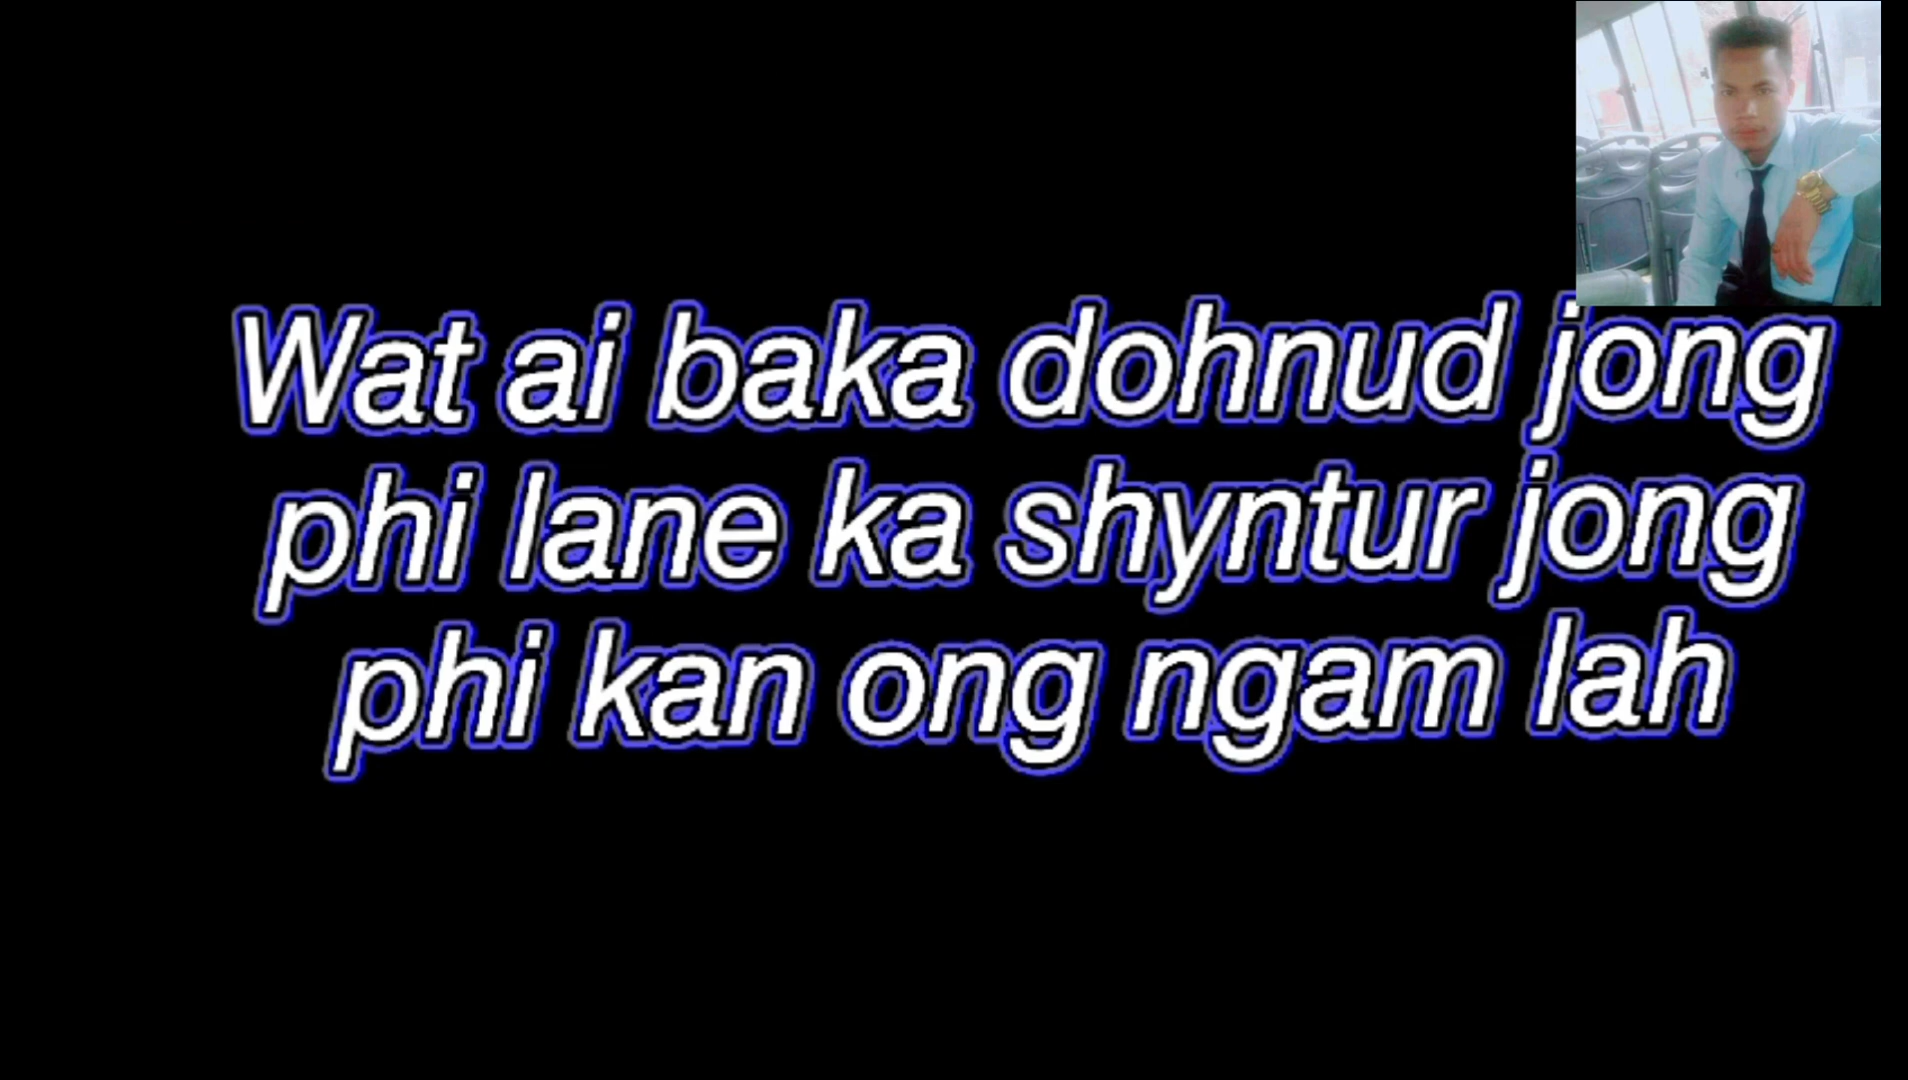 Wat ai baka dohnud jong
phi lane ka shyntur jong
phi kan ong ngam lah